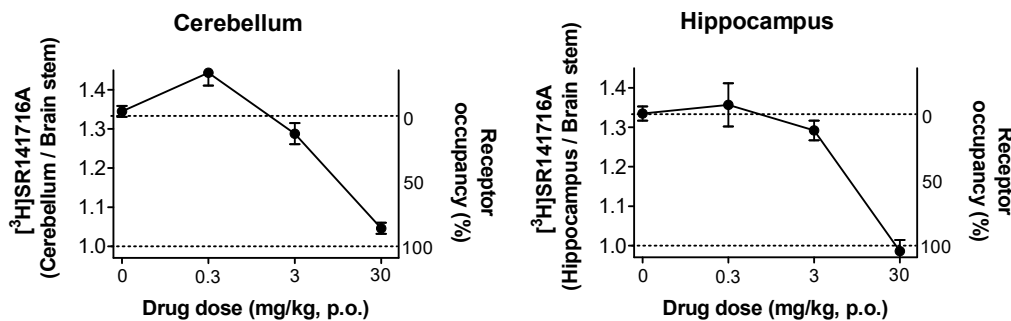 Cerebellum
[³H]SR141716A
(Cerebellum / Brain stem)
1.4
1.3
1.2
1.1
1.0
0
50
100
Receptor
occupancy (%)
0 0.3 3 30
Drug dose (mg/kg, p.o.)
Hippocampus
[³H]SR141716A
(Hippocampus / Brain stem)
1.4
1.3
1.2
1.1
1.0
0
50
100
Receptor
occupancy (%)
0 0.3 3 30
Drug dose (mg/kg, p.o.)